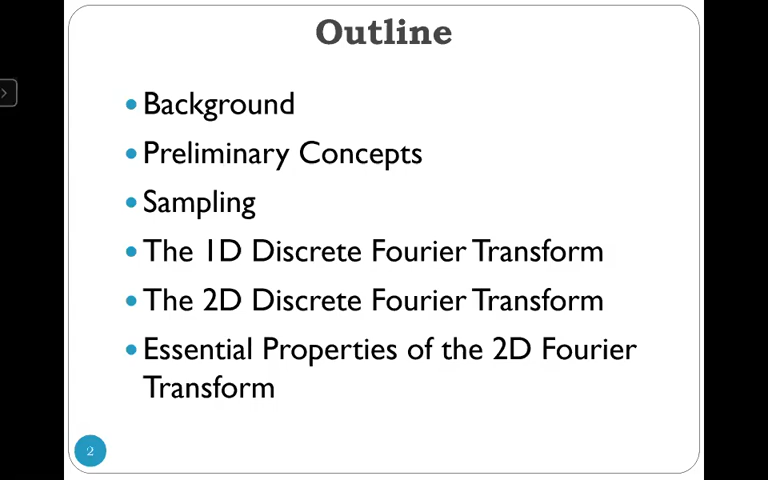 Outline
• Background
• Preliminary Concepts
• Sampling
• The 1D Discrete Fourier Transform
• The 2D Discrete Fourier Transform
• Essential Properties of the 2D Fourier
Transform
2